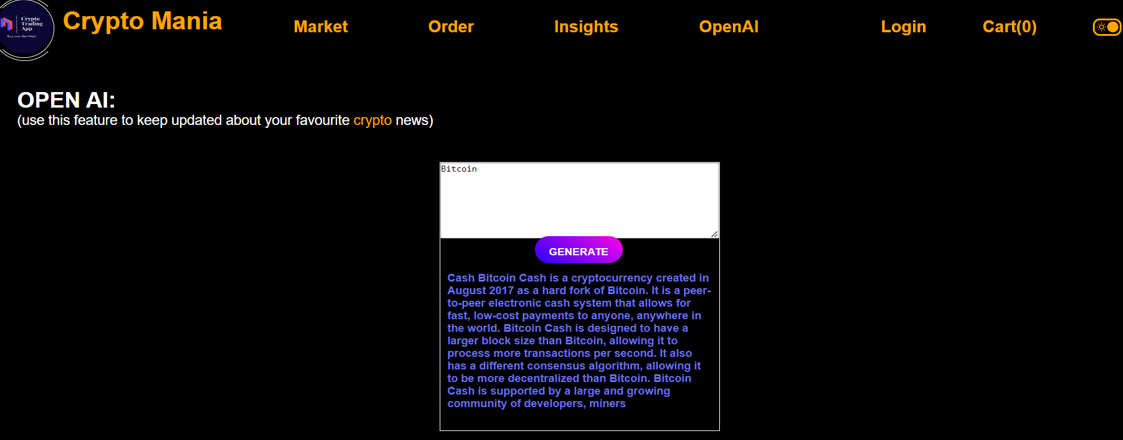 Crypto
Trading
App
Buy Low Sell High
Crypto Mania
Market
Order
Insights
OpenAI
Login
Cart(0)
OPEN AI:
(use this feature to keep updated about your favourite crypto news)
Bitcoin
GENERATE
Cash Bitcoin Cash is a cryptocurrency created in
August 2017 as a hard fork of Bitcoin. It is a peer-
to-peer electronic cash system that allows for
fast, low-cost payments to anyone, anywhere in
the world. Bitcoin Cash is designed to have a
larger block size than Bitcoin, allowing it to
process more transactions per second. It also
has a different consensus algorithm, allowing it
to be more decentralized than Bitcoin. Bitcoin
Cash is supported by a large and growing
community of developers, miners